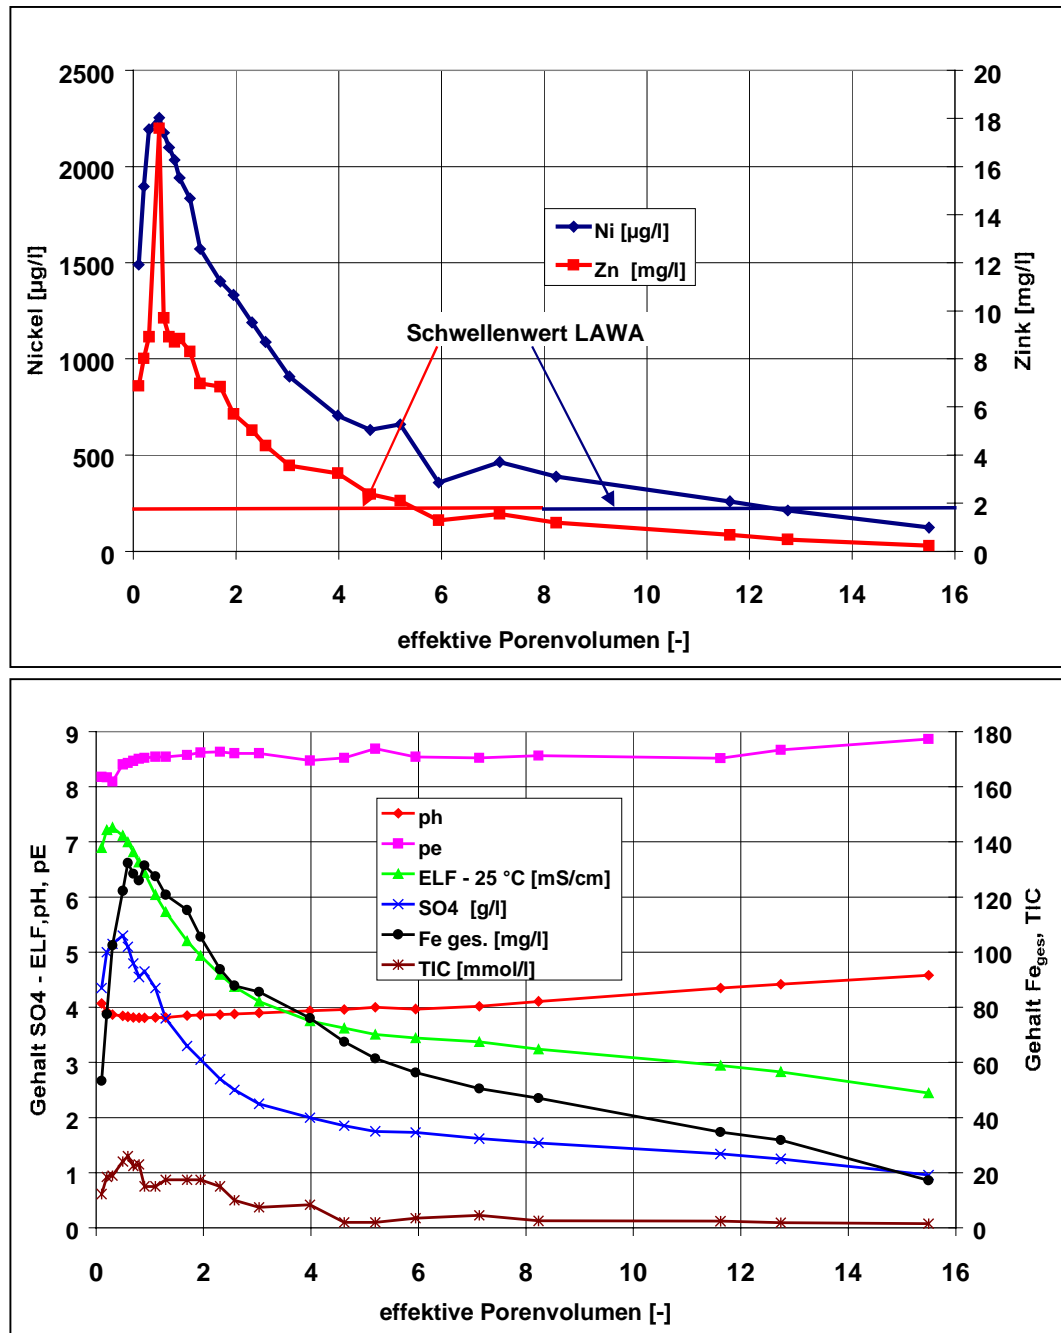 2500
2000
1500
1000
500
0
20
18
16
14
12
10
8
6
4
2
0
Nickel [µg/l]
Zink [mg/l]
Ni [µg/l]
Zn [mg/l]
Schwellenwert LAWA
0 2 4 6 8 10 12 14 16
effektive Porenvolumen [-]
9
8
7
6
5
4
3
2
1
0
180
160
140
120
100
80
60
40
20
0
Gehalt SO4 - ELF,pH, pE
Gehalt Feges, TIC
ph
pe
ELF - 25 °C [mS/cm]
SO4 [g/l]
Fe ges. [mg/l]
TIC [mmol/l]
0 2 4 6 8 10 12 14 16
effektive Porenvolumen [-]